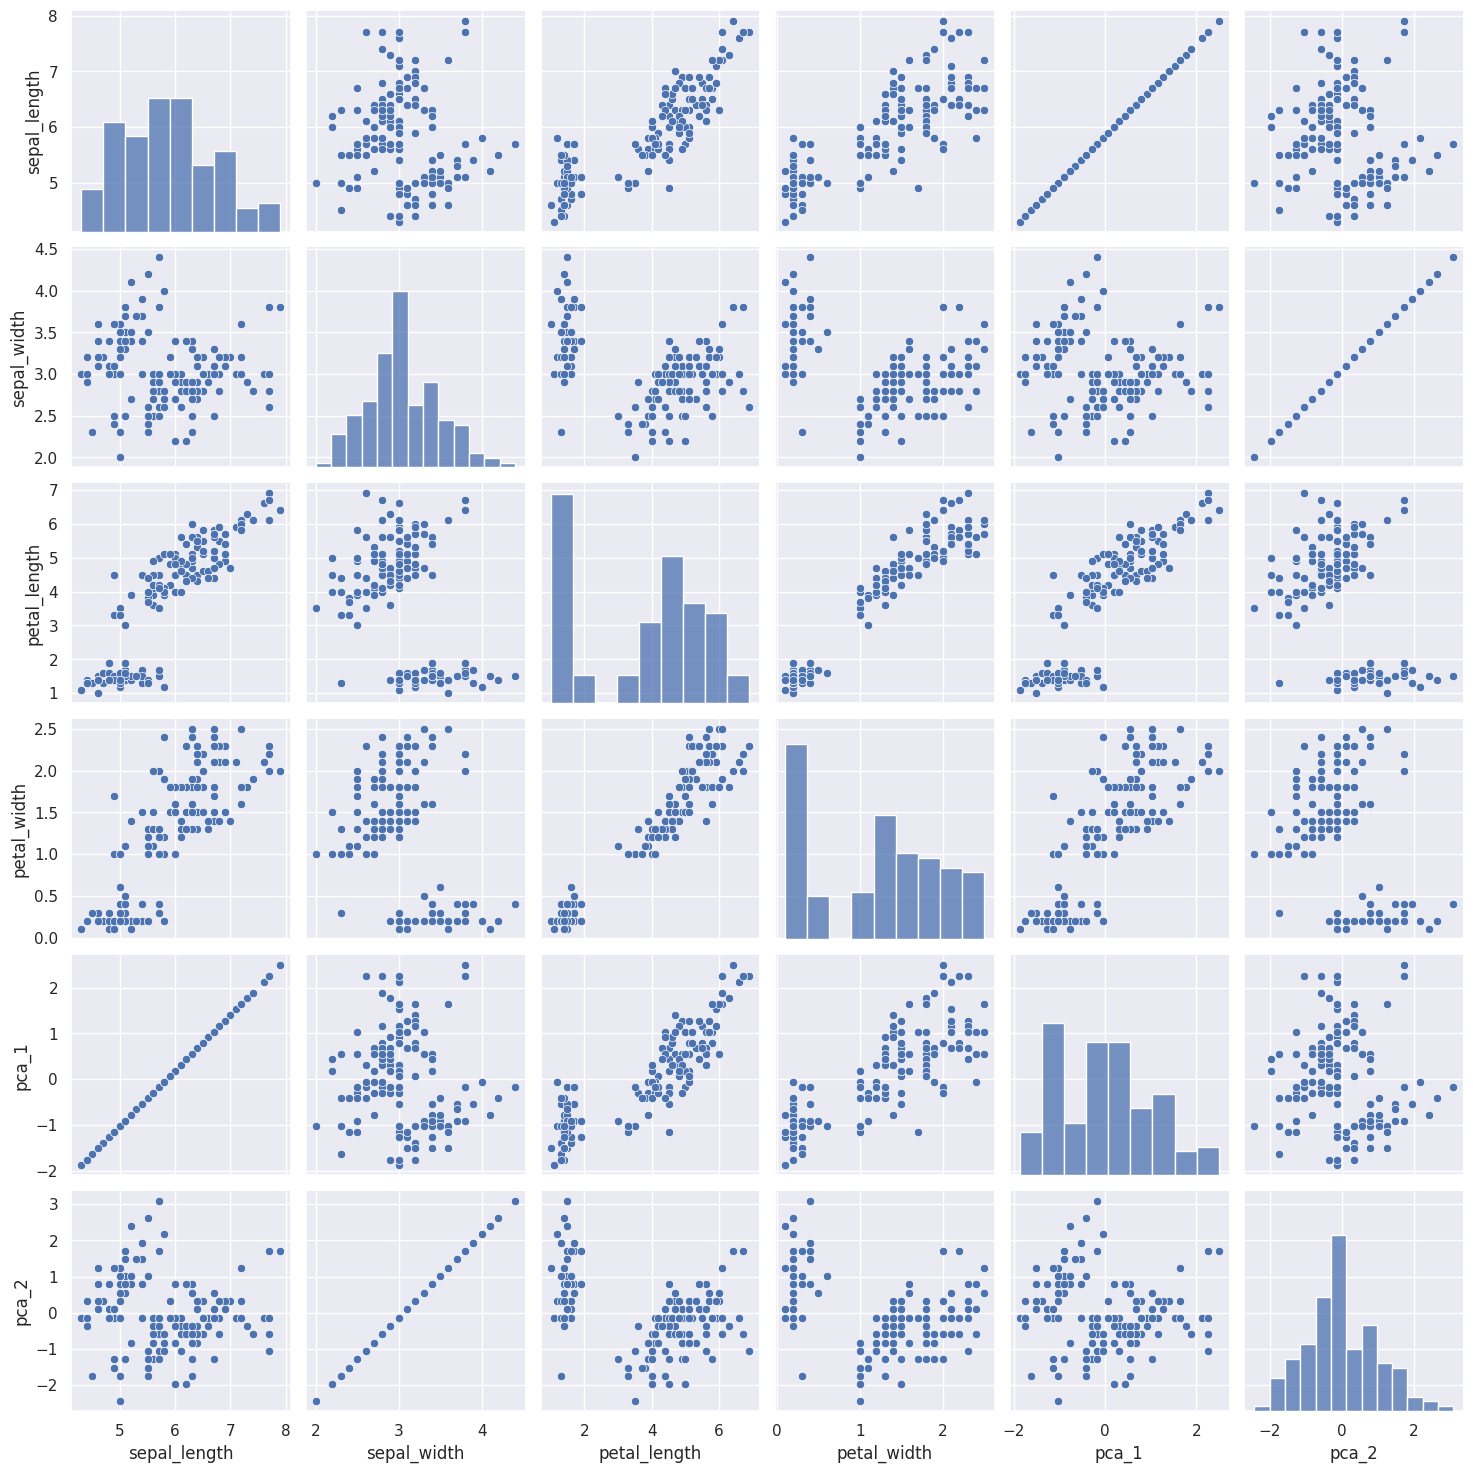 8
7
6
5
sepal_length
4.5
4.0
3.5
3.0
2.5
2.0
sepal_width
7
6
5
4
3
2
1
petal_length
2.5
2.0
1.5
1.0
0.5
0.0
petal_width
2
1
0
−1
−2
pca_1
3
2
1
0
−1
−2
pca_2
5 6 7 8
2 3 4
2 4 6
0 1 2
−2 0 2
−2 0 2
sepal_length sepal_width petal_length petal_width pca_1 pca_2